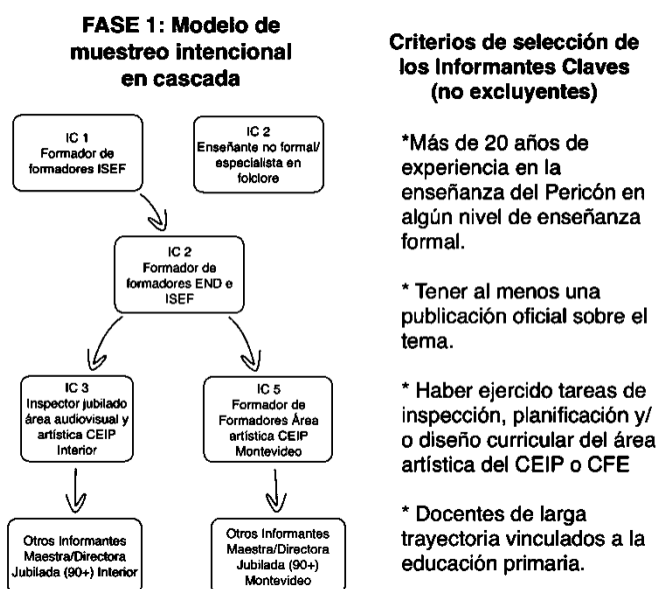 FASE 1: Modelo de
muestreo intencional
en cascada
IC 1
Formador de
formadores ISEF
IC 2
Enseñante no formal/
especialista en
folclore
IC 2
Formador de
formadores END e
ISEF
IC 3
Inspector jubilado
área audiovisual y
artística CEIP
Interior
IC 5
Formador de
Formadores Área
artística CEIP
Montevideo
Otros Informantes
Maestra/Directora
Jubilada (90+) Interior
Otros Informantes
Maestra/Directora
Jubilada (90+)
Montevideo
Criterios de selección de
los Informantes Claves
(no excluyentes)
*Más de 20 años de
experiencia en la
enseñanza del Pericón en
algún nivel de enseñanza
formal.
* Tener al menos una
publicación oficial sobre el
tema.
* Haber ejercido tareas de
inspección, planificación y/
o diseño curricular del área
artística del CEIP o CFE
* Docentes de larga
trayectoria vinculados a la
educación primaria.